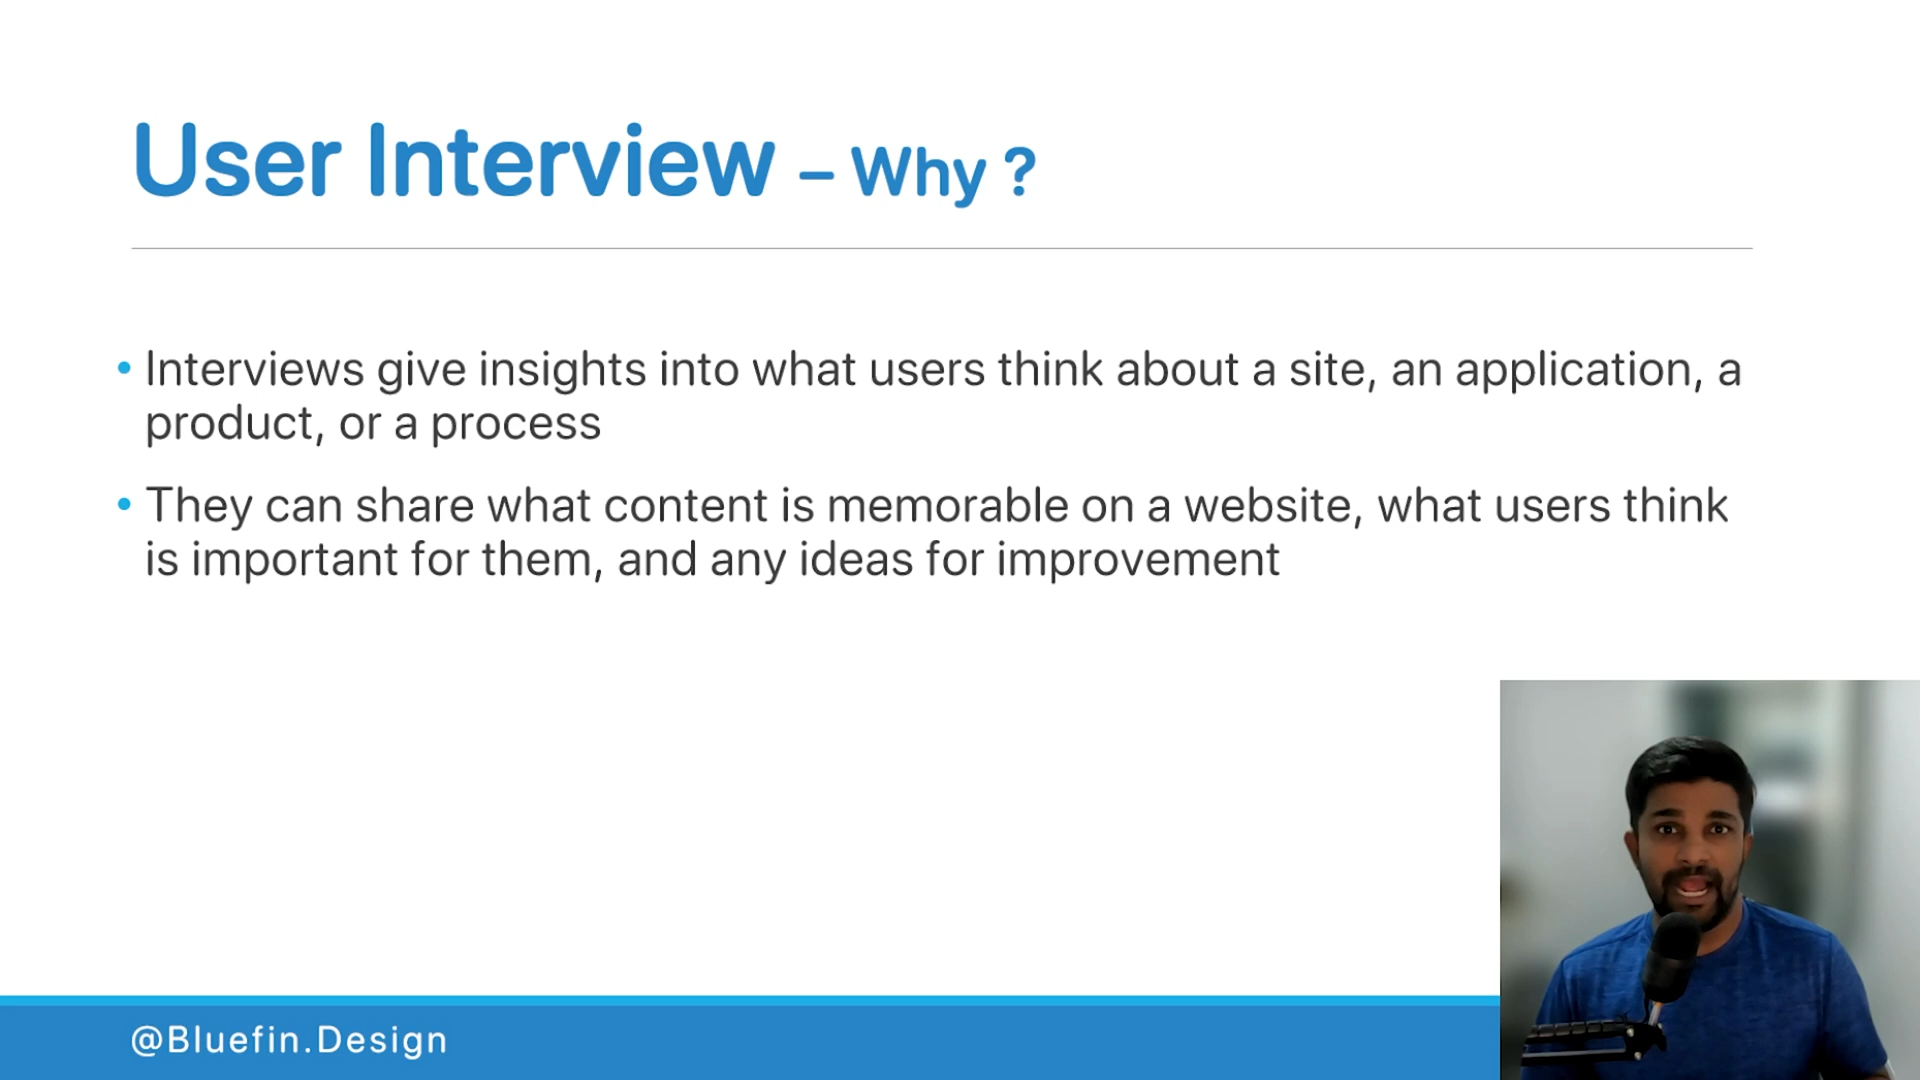 User Interview – Why ?
• Interviews give insights into what users think about a site, an application, a
product, or a process
• They can share what content is memorable on a website, what users think
is important for them, and any ideas for improvement
@Bluefin.Design